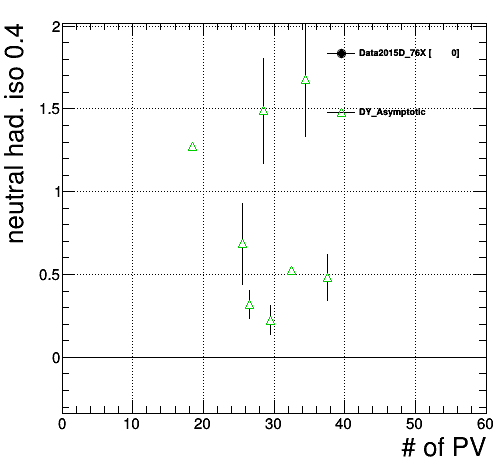 neutral had. iso 0.4
2
1.5
1
0.5
0
0 10 20 30 40 50 60
# of PV
Data2015D_76X [ 0]
DY_Asymptotic